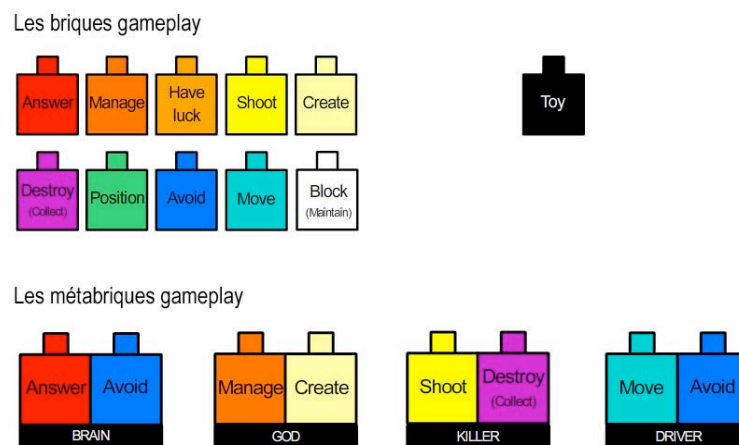 Les briques gameplay
Answer
Manage
Have
luck
Shoot
Create
Toy
Destroy
(Collect)
Position
Avoid
Move
Block
(Maintain)
Les métabriques gameplay
Answer
Avoid
BRAIN
Manage
Create
GOD
Shoot
Destroy
(Collect)
KILLER
Move
Avoid
DRIVER